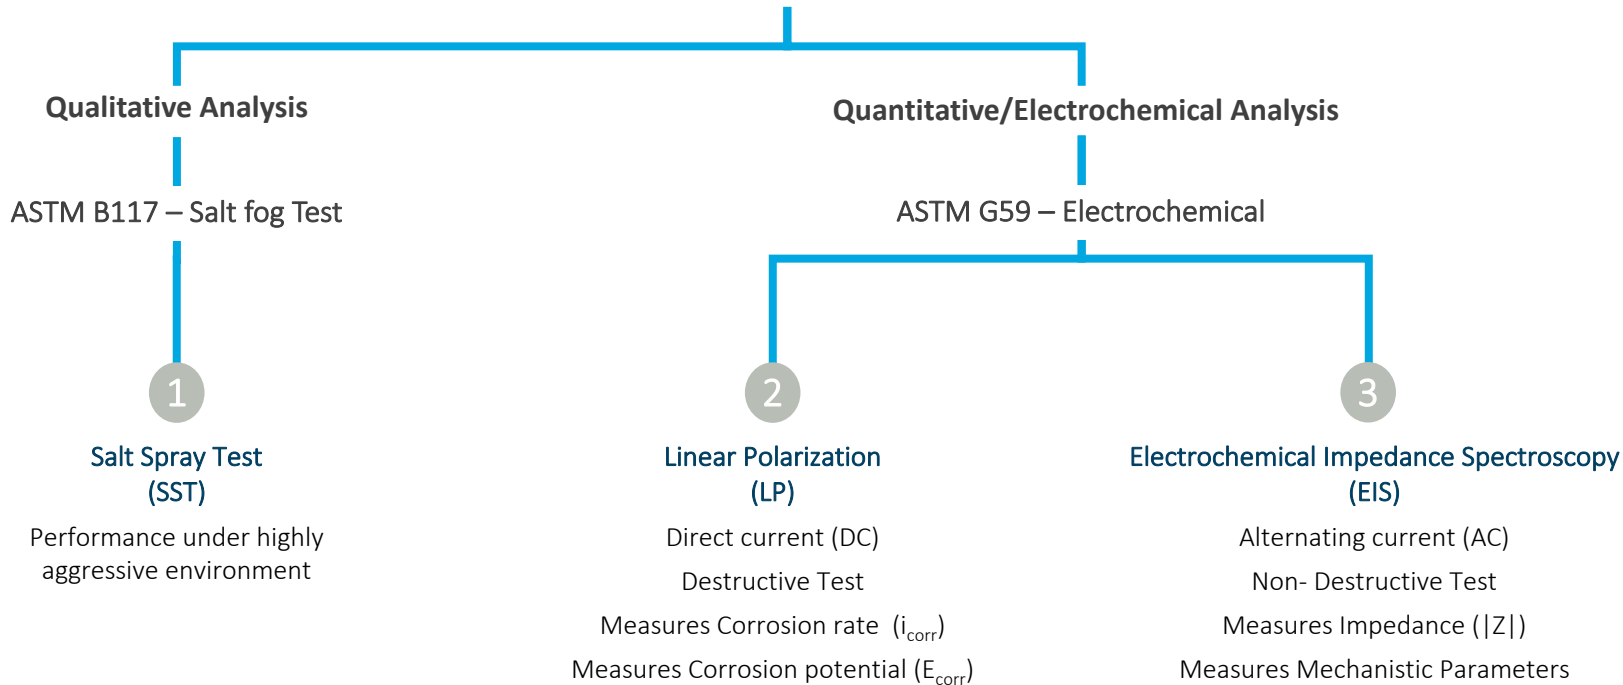 Qualitative Analysis
Quantitative/Electrochemical Analysis
ASTM B117 – Salt fog Test
ASTM G59 – Electrochemical
1
Salt Spray Test
(SST)
Performance under highly
aggressive environment
2
Linear Polarization
(LP)
Direct current (DC)
Destructive Test
Measures Corrosion rate (icorr)
Measures Corrosion potential (Ecorr)
3
Electrochemical Impedance Spectroscopy
(EIS)
Alternating current (AC)
Non- Destructive Test
Measures Impedance (|Z|)
Measures Mechanistic Parameters